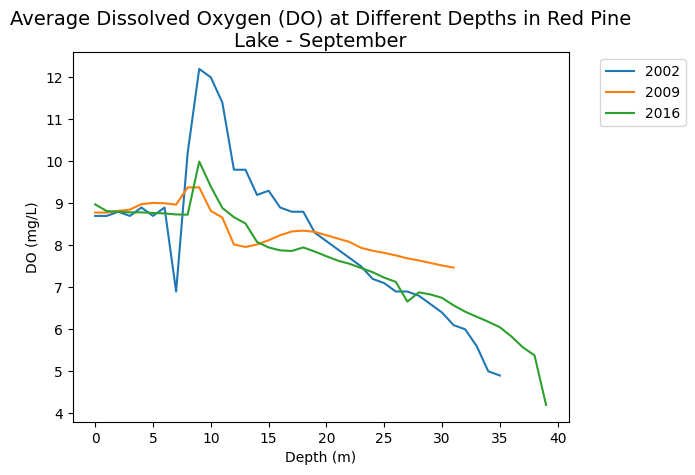 Average Dissolved Oxygen (DO) at Different Depths in Red Pine
Lake - September
2002
2009
2016
12
11
10
9
8
7
6
5
4
DO (mg/L)
0 5 10 15 20 25 30 35 40
Depth (m)